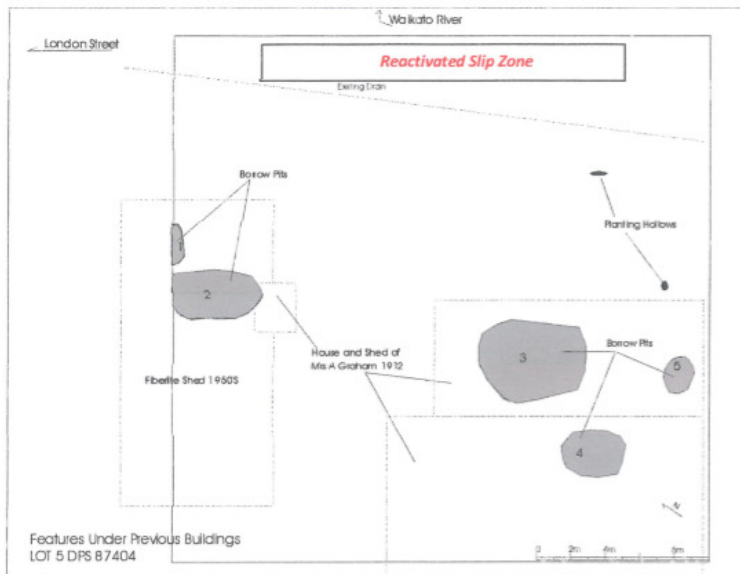 Waikato River
London Street
Reactivated Slip Zone
Existing Drain
Borrow Pits
Planting Hollows
1
2
House and Shed of
Mrs A Graham 1912
Borrow Pits
3
5
Fiberlite Shed 1950'S
4
N
Features Under Previous Buildings
LOT 5 DPS 87404
0 2m 4m 8m